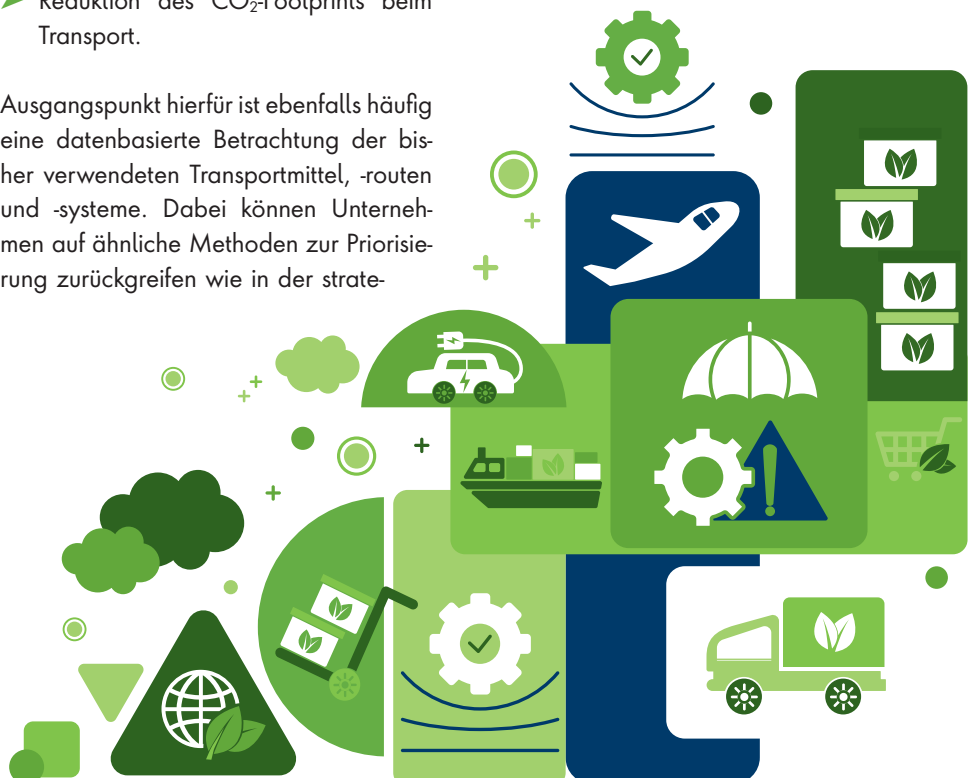 Reduktion des CO₂-Footprints beim
Transport.
Ausgangspunkt hierfür ist ebenfalls häufig
eine datenbasierte Betrachtung der bis-
her verwendeten Transportmittel, -routen
und -systeme. Dabei können Unterneh-
men auf ähnliche Methoden zur Priorisie-
rung zurückgreifen wie in der strate-